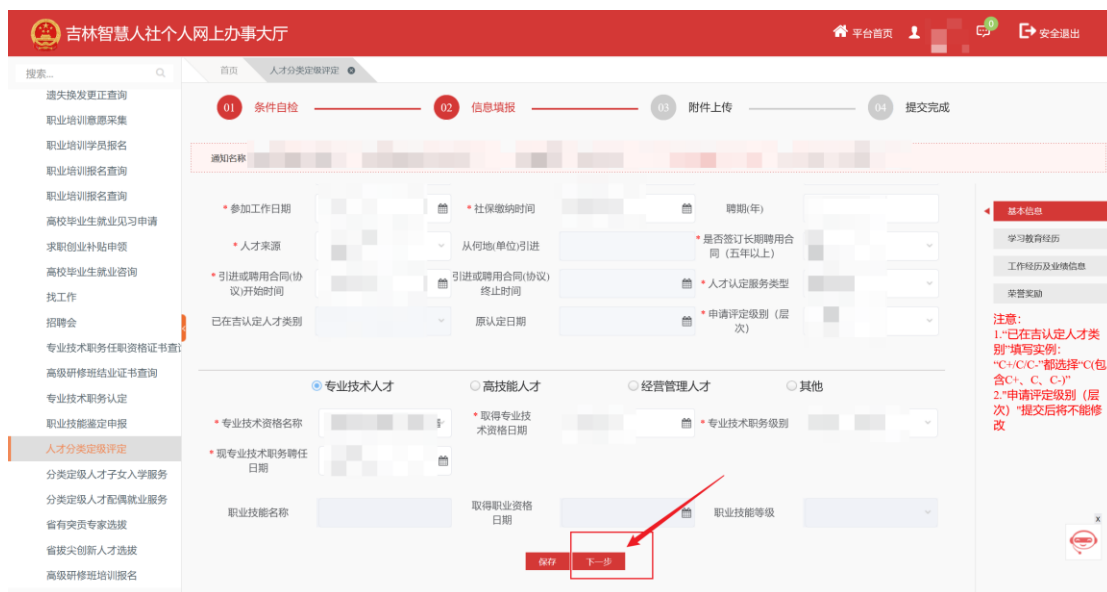 吉林智慧人社个人网上办事大厅
平台首页
0
安全退出
搜索...
首页
人才分类定级评定
遗失换发更正查询
职业培训意愿采集
职业培训学员报名
职业培训报名查询
职业培训报名查询
高校毕业生就业见习申请
求职创业补贴申领
高校毕业生就业咨询
找工作
招聘会
专业技术职务任职资格证书查询
高级研修班结业证书查询
专业技术职务认定
职业技能鉴定申报
人才分类定级评定
分类定级人才子女入学服务
分类定级人才配偶就业服务
省有突贡专家选拔
省拔尖创新人才选拔
高级研修班培训报名
01 条件自检
02 信息填报
03 附件上传
04 提交完成
通知名称
* 参加工作日期
* 社保缴纳时间
聘期(年)
* 人才来源
从何地(单位)引进
* 是否签订长期聘用合
同（五年以上）
* 引进或聘用合同(协
议)开始时间
引进或聘用合同(协议)
终止时间
* 人才认定服务类型
已在吉认定人才类别
原认定日期
* 申请评定级别（层
次）
专业技术人才
高技能人才
经营管理人才
其他
* 专业技术资格名称
* 取得专业技
术资格日期
* 专业技术职务级别
* 现专业技术职务聘任
日期
职业技能名称
取得职业资格
日期
职业技能等级
保存
下一步
基本信息
学习教育经历
工作经历及业绩信息
荣誉奖励
注意：
1.“已在吉认定人才类
别”填写实例：
“C+/C/C-”都选择“C(包
含C+、C、C-)”
2.”申请评定级别（层
次）”提交后将不能修
改
x